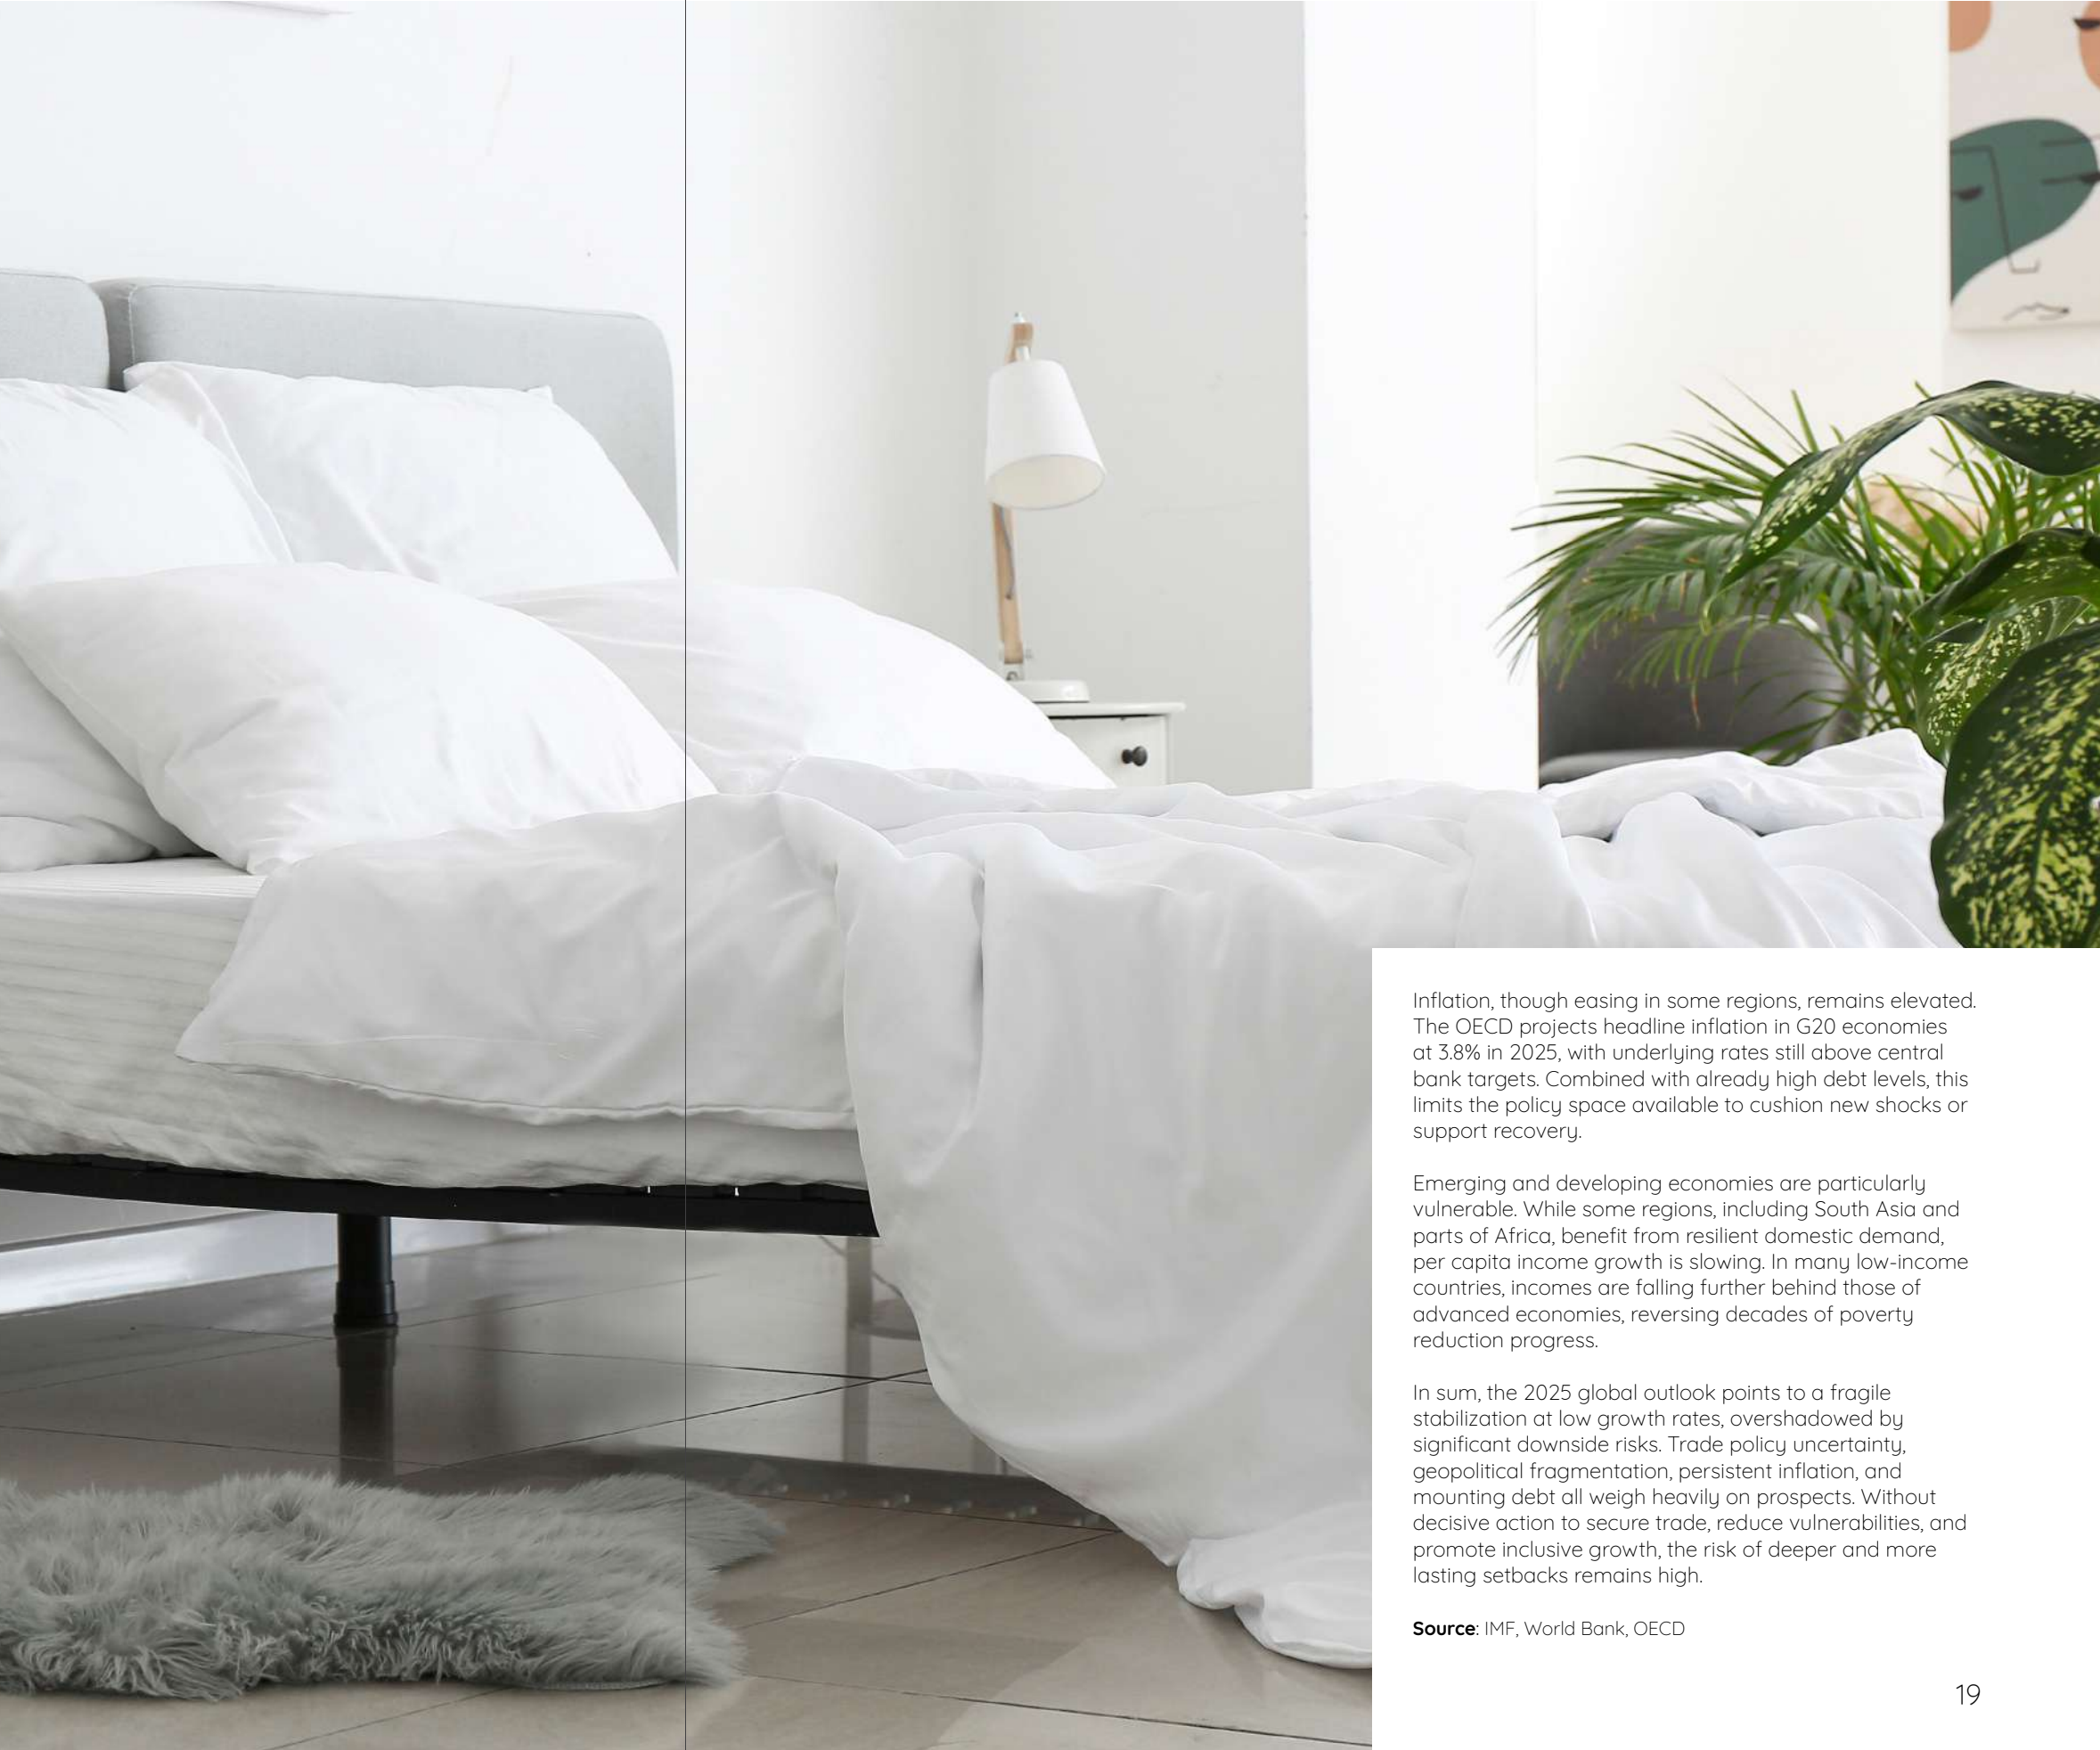 Inflation, though easing in some regions, remains elevated.
The OECD projects headline inflation in G20 economies
at 3.8% in 2025, with underlying rates still above central
bank targets. Combined with already high debt levels, this
limits the policy space available to cushion new shocks or
support recovery.
Emerging and developing economies are particularly
vulnerable. While some regions, including South Asia and
parts of Africa, benefit from resilient domestic demand,
per capita income growth is slowing. In many low-income
countries, incomes are falling further behind those of
advanced economies, reversing decades of poverty
reduction progress.
In sum, the 2025 global outlook points to a fragile
stabilization at low growth rates, overshadowed by
significant downside risks. Trade policy uncertainty,
geopolitical fragmentation, persistent inflation, and
mounting debt all weigh heavily on prospects. Without
decisive action to secure trade, reduce vulnerabilities, and
promote inclusive growth, the risk of deeper and more
lasting setbacks remains high.
Source: IMF, World Bank, OECD
19